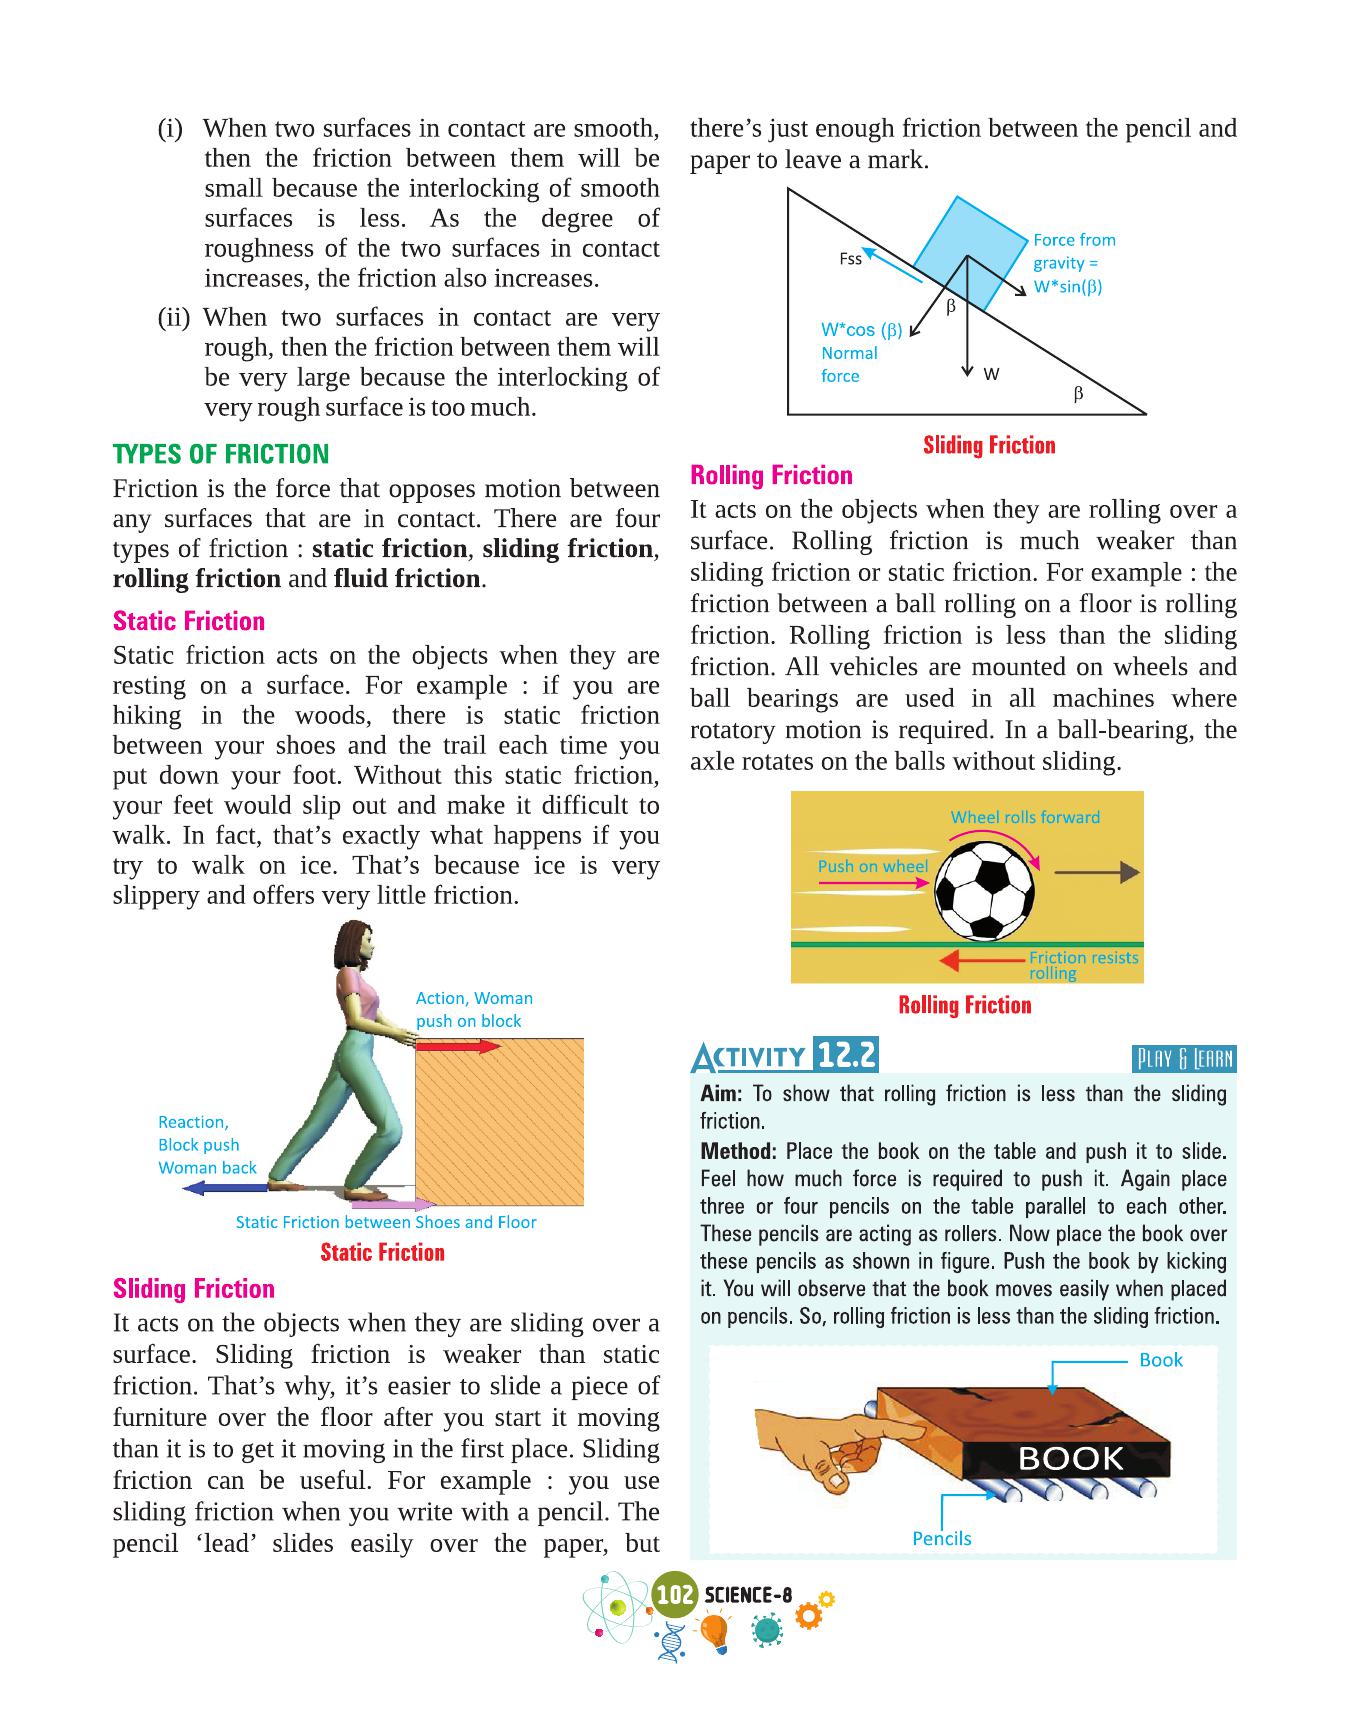 (i) When two surfaces in contact are smooth,
then the friction between them will be
small because the interlocking of smooth
surfaces is less. As the degree of
roughness of the two surfaces in contact
increases, the friction also increases.
(ii) When two surfaces in contact are very
rough, then the friction between them will
be very large because the interlocking of
very rough surface is too much.
TYPES OF FRICTION
Friction is the force that opposes motion between
any surfaces that are in contact. There are four
types of friction : static friction, sliding friction,
rolling friction and fluid friction.
Static Friction
Static friction acts on the objects when they are
resting on a surface. For example : if you are
hiking in the woods, there is static friction
between your shoes and the trail each time you
put down your foot. Without this static friction,
your feet would slip out and make it difficult to
walk. In fact, that’s exactly what happens if you
try to walk on ice. That’s because ice is very
slippery and offers very little friction.
Action, Woman
push on block
Reaction,
Block push
Woman back
Static Friction between Shoes and Floor
Static Friction
Sliding Friction
It acts on the objects when they are sliding over a
surface. Sliding friction is weaker than static
friction. That’s why, it’s easier to slide a piece of
furniture over the floor after you start it moving
than it is to get it moving in the first place. Sliding
friction can be useful. For example : you use
sliding friction when you write with a pencil. The
pencil ‘lead’ slides easily over the paper, but
there’s just enough friction between the pencil and
paper to leave a mark.
Fss
Force from
gravity =
W*sin(β)
β
W*cos (β)
Normal
force
W
β
Sliding Friction
Rolling Friction
It acts on the objects when they are rolling over a
surface. Rolling friction is much weaker than
sliding friction or static friction. For example : the
friction between a ball rolling on a floor is rolling
friction. Rolling friction is less than the sliding
friction. All vehicles are mounted on wheels and
ball bearings are used in all machines where
rotatory motion is required. In a ball-bearing, the
axle rotates on the balls without sliding.
Wheel rolls forward
Push on wheel
Friction resists
rolling
Rolling Friction
ACTIVITY 12.2
PLAY & LEARN
Aim: To show that rolling friction is less than the sliding
friction.
Method: Place the book on the table and push it to slide.
Feel how much force is required to push it. Again place
three or four pencils on the table parallel to each other.
These pencils are acting as rollers. Now place the book over
these pencils as shown in figure. Push the book by kicking
it. You will observe that the book moves easily when placed
on pencils. So, rolling friction is less than the sliding friction.
Book
BOOK
Pencils
102 SCIENCE-8